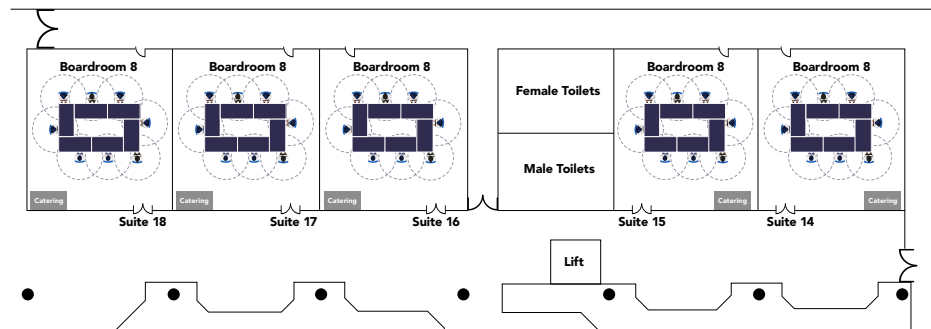 Boardroom 8
Boardroom 8
Boardroom 8
Boardroom 8
Boardroom 8
Female Toilets
Male Toilets
Catering
Catering
Catering
Catering
Catering
Suite 18
Suite 17
Suite 16
Suite 15
Suite 14
Lift